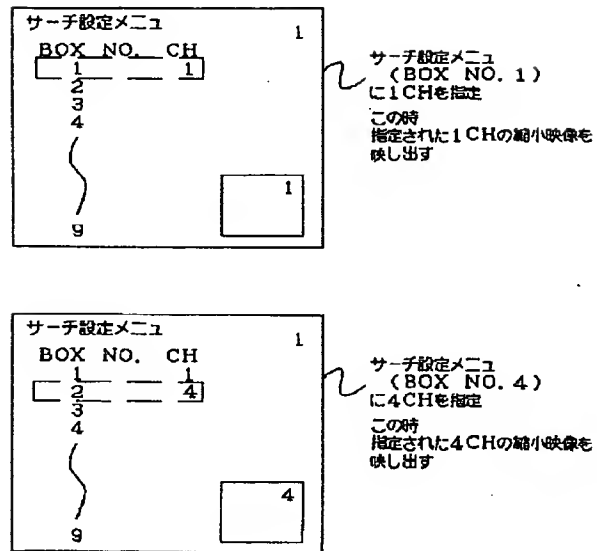 サーチ設定メニュー
1
BOX NO. CH
1 1
2
3
4
9
1
サーチ設定メニュ
(BOX NO. 1)
に1CHを指定
この時
指定された1CHの縮小映像を
映し出す
サーチ設定メニュー
1
BOX NO. CH
1 1
2 4
3
4
9
4
サーチ設定メニュ
(BOX NO. 4)
に4CHを指定
この時
指定された4CHの縮小映像を
映し出す